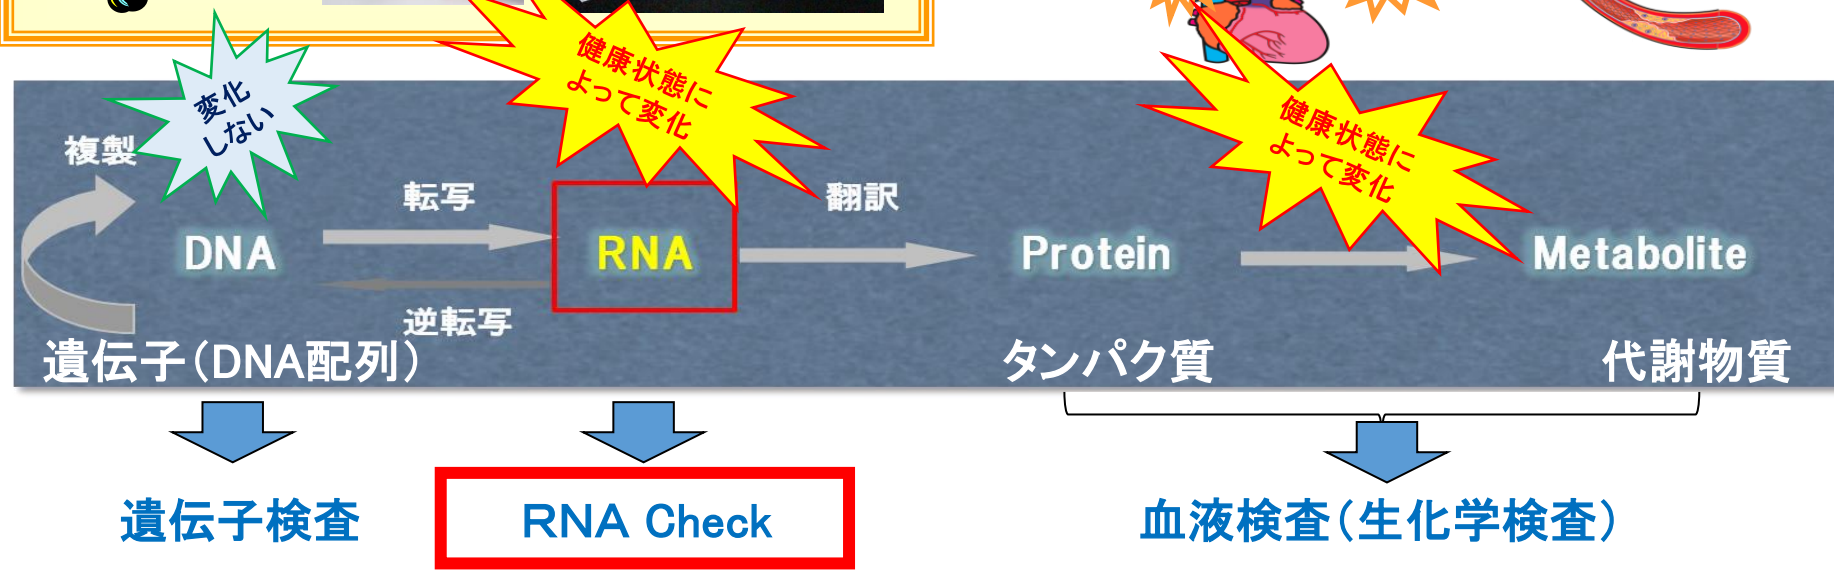 変化
しない
健康状態に
よって変化
健康状態に
よって変化
複製
転写
翻訳
DNA
RNA
Protein
Metabolite
逆転写
遺伝子(DNA配列)
タンパク質
代謝物質
遺伝子検査
RNA Check
血液検査(生化学検査)